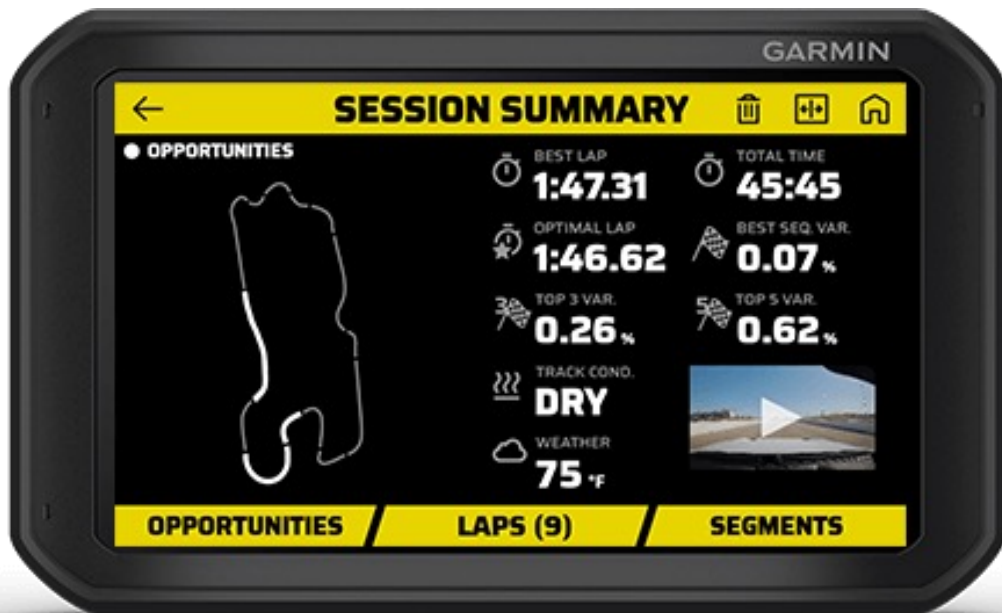 GARMIN
SESSION SUMMARY
OPPORTUNITIES
BEST LAP
1:47.31
TOTAL TIME
45:45
OPTIMAL LAP
1:46.62
BEST SEQ. VAR.
0.07 %
3 TOP 3 VAR.
0.26 %
5 TOP 5 VAR.
0.62 %
TRACK COND.
DRY
WEATHER
75 °F
OPPORTUNITIES
LAPS (9)
SEGMENTS